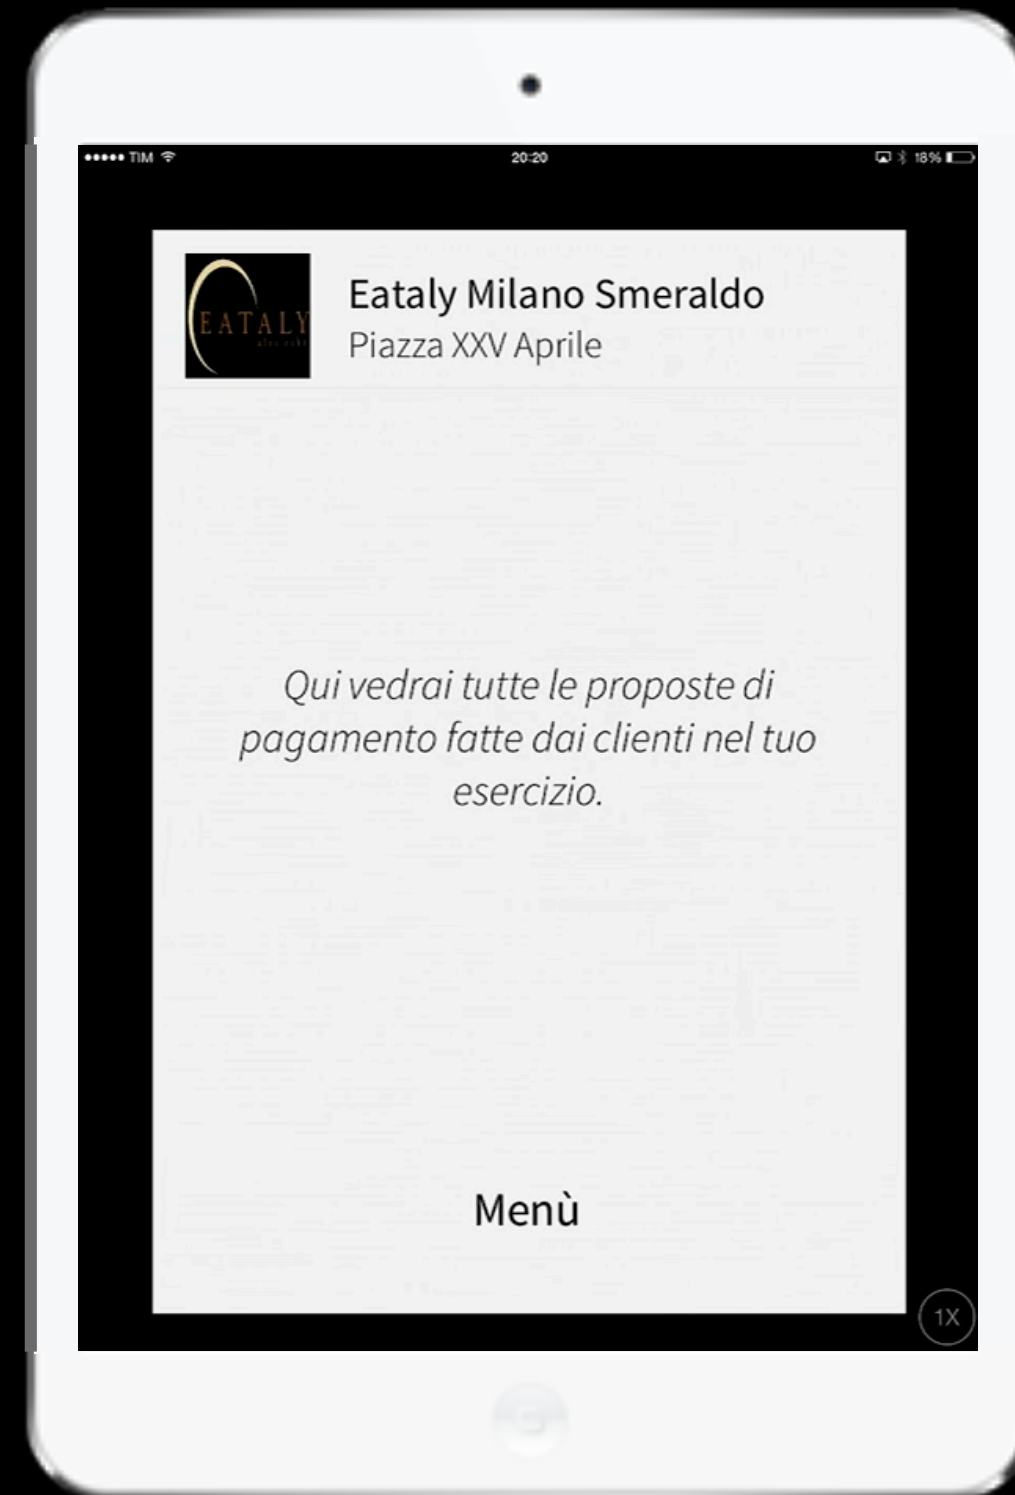 TIM
20:20
18%
EATALY
Eataly Milano Smeraldo
Piazza XXV Aprile
Qui vedrai tutte le proposte di
pagamento fatte dai clienti nel tuo
esercizio.
Menù
1X